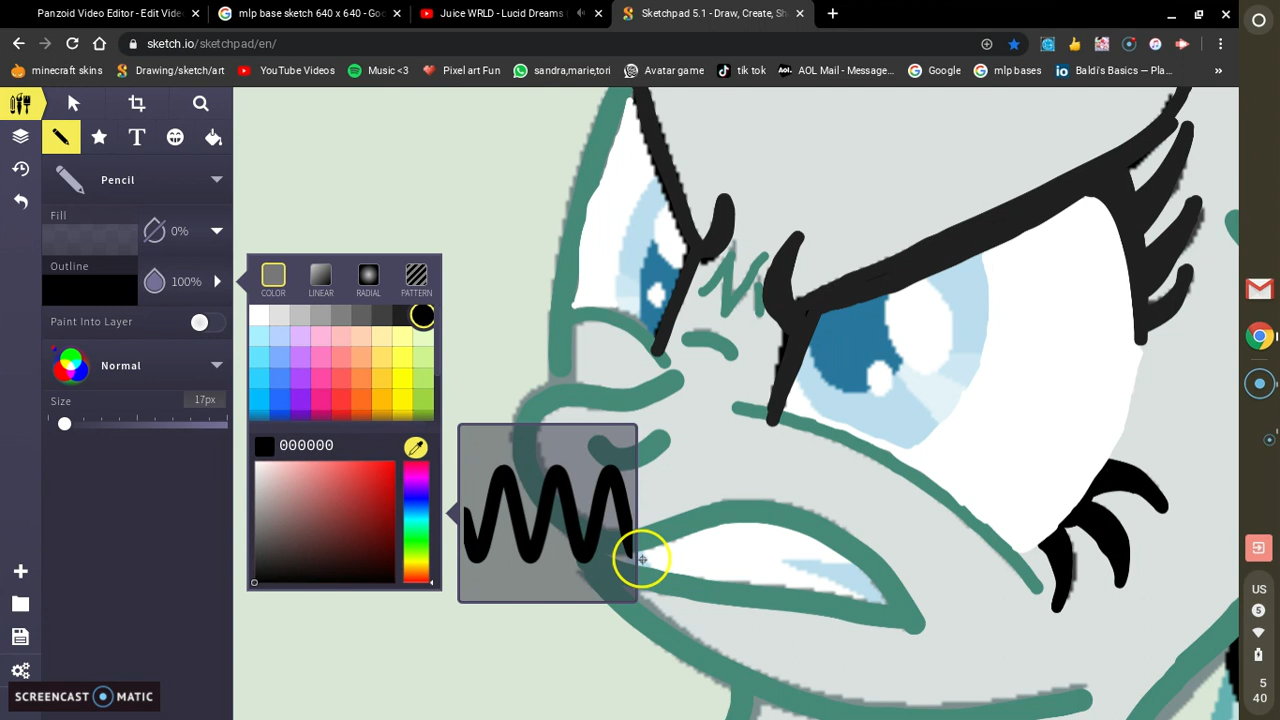 Panzoid Video Editor - Edit Vide
mlp base sketch 640 x 640 - Goo
Juice WRLD - Lucid Dreams
Sketchpad 5.1 - Draw, Create, Sh
sketch.io/sketchpad/en/
minecraft skins
Drawing/sketch/art
YouTube Videos
Music <3
Pixel art Fun
sandra,marie,tori
Avatar game
tik tok
Aol.
AOL Mail - Message...
Google
mlp bases
io
Baldi's Basics — Pla...
»
T
Pencil
Fill
0%
Outline
100%
Paint Into Layer
Normal
Size
17px
COLOR
LINEAR
RADIAL
PATTERN
000000
SCREENCAST MATIC
US
5
5
40